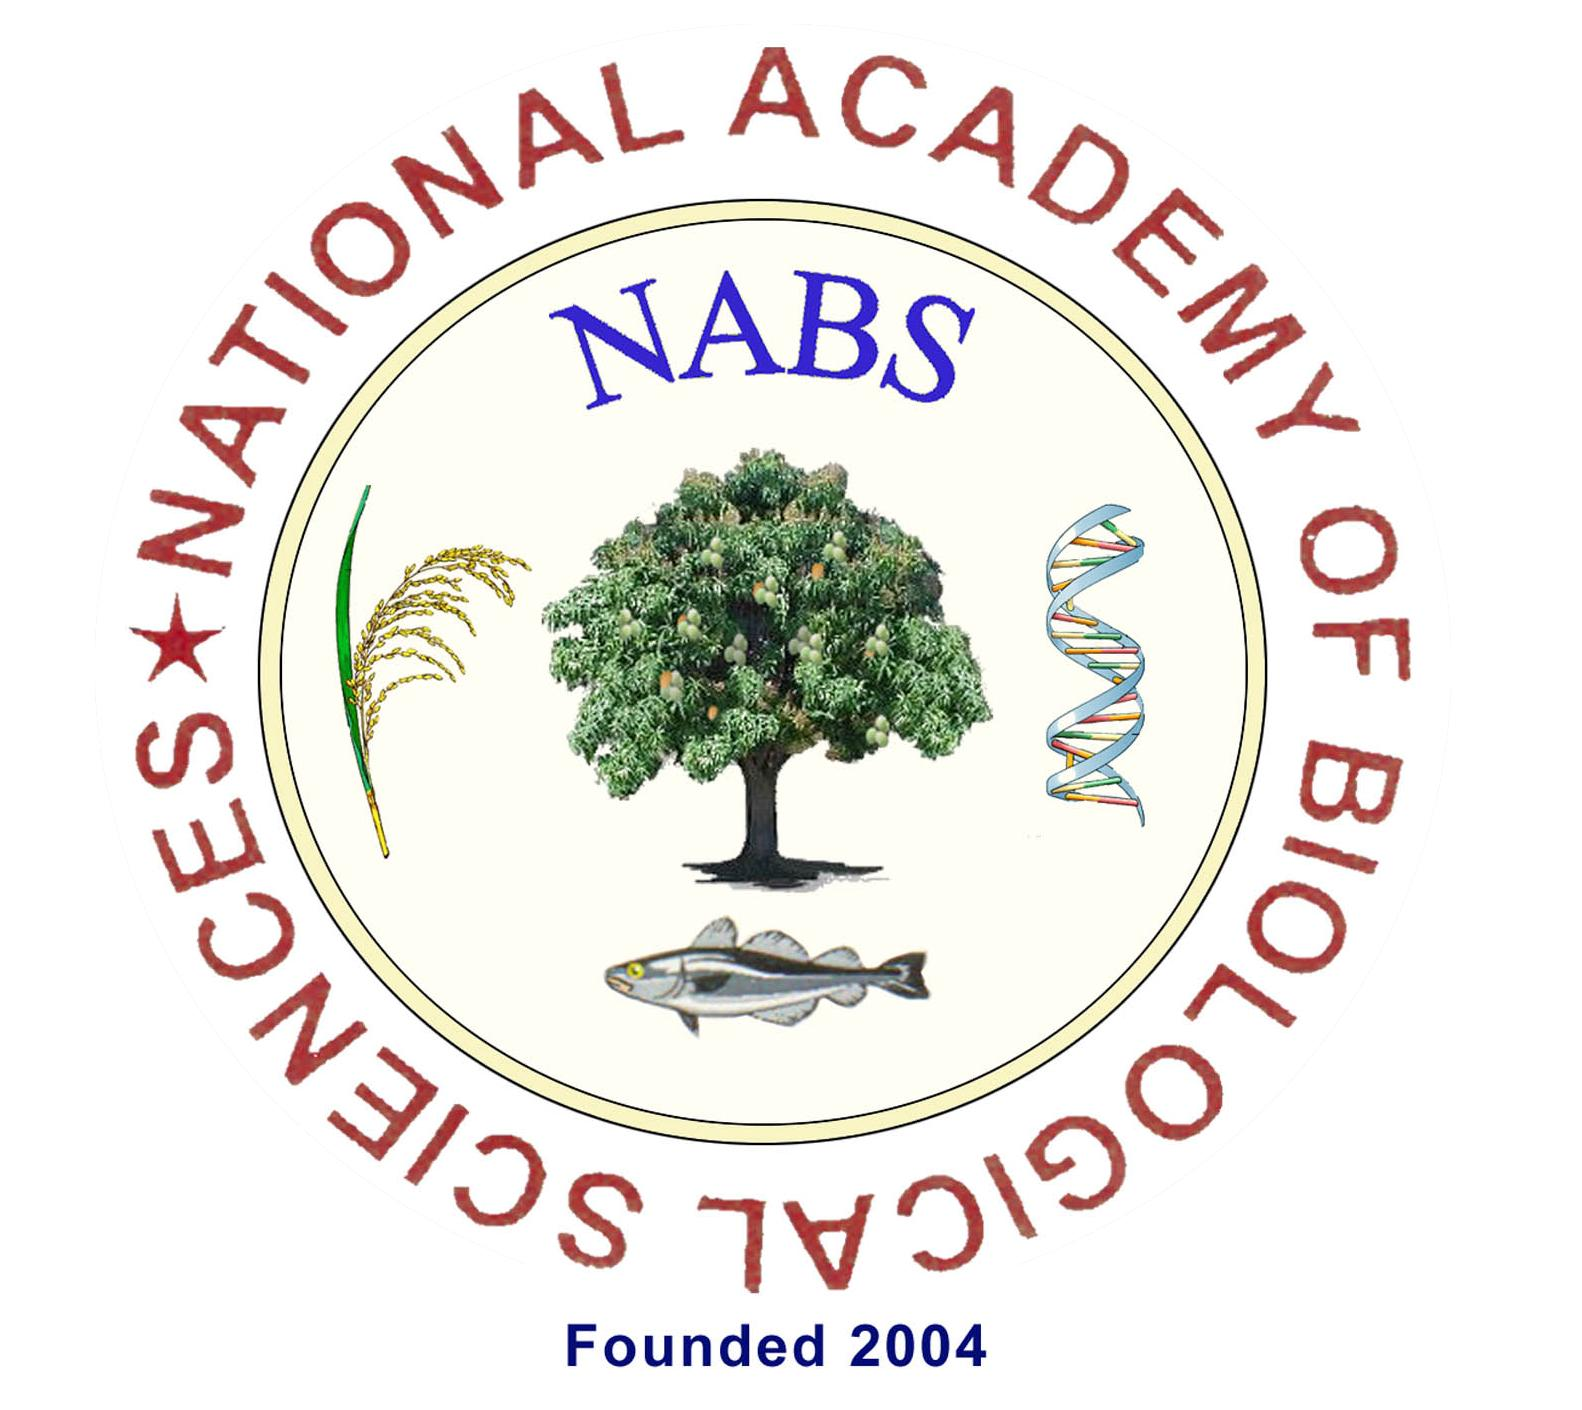 NATIONAL ACADEMY OF BIOLOGICAL SCIENCES
NABS
Founded 2004